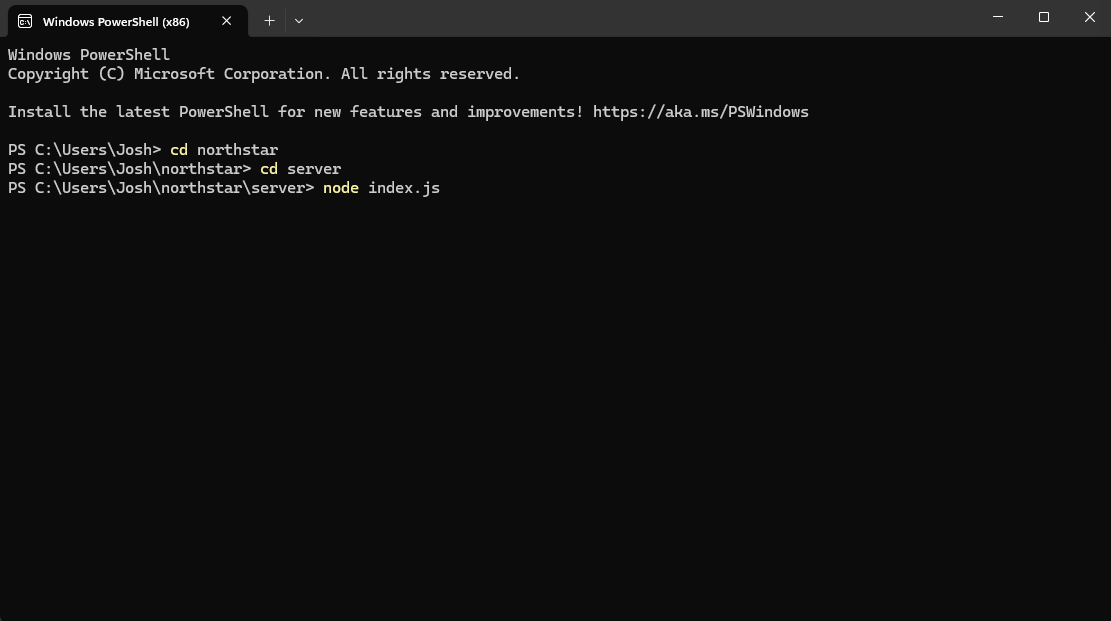 Windows PowerShell (x86)
Windows PowerShell
Copyright (C) Microsoft Corporation. All rights reserved.
Install the latest PowerShell for new features and improvements! https://aka.ms/PSWindows
PS C:\Users\Josh> cd northstar
PS C:\Users\Josh\northstar> cd server
PS C:\Users\Josh\northstar\server> node index.js